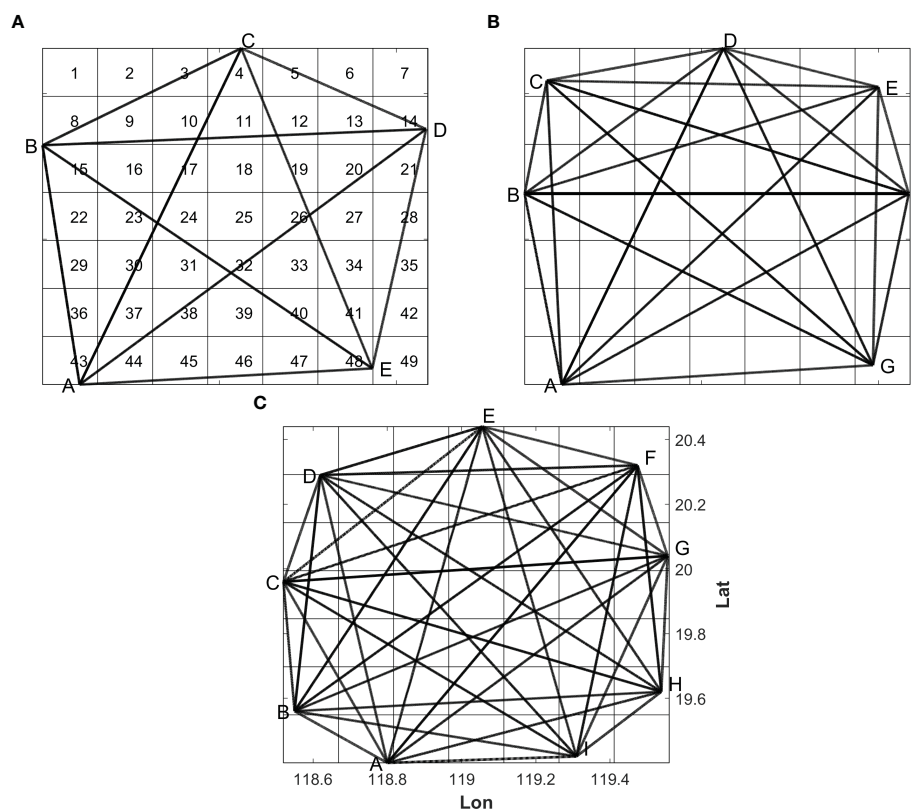 A
B
C
D
1 2 3 4 5 6 7
C
E
8 9 10 11 12 13 14
D
B
15 16 17 18 19 20 21
B
22 23 24 25 26 27 28
29 30 31 32 33 34 35
36 37 38 39 40 41 42
43 44 45 46 47 48 49
E
G
A
A
C
E
20.4
F
D
20.2
G
20
C
Lat
19.8
H
19.6
B
I
A
118.6 118.8 119 119.2 119.4
Lon